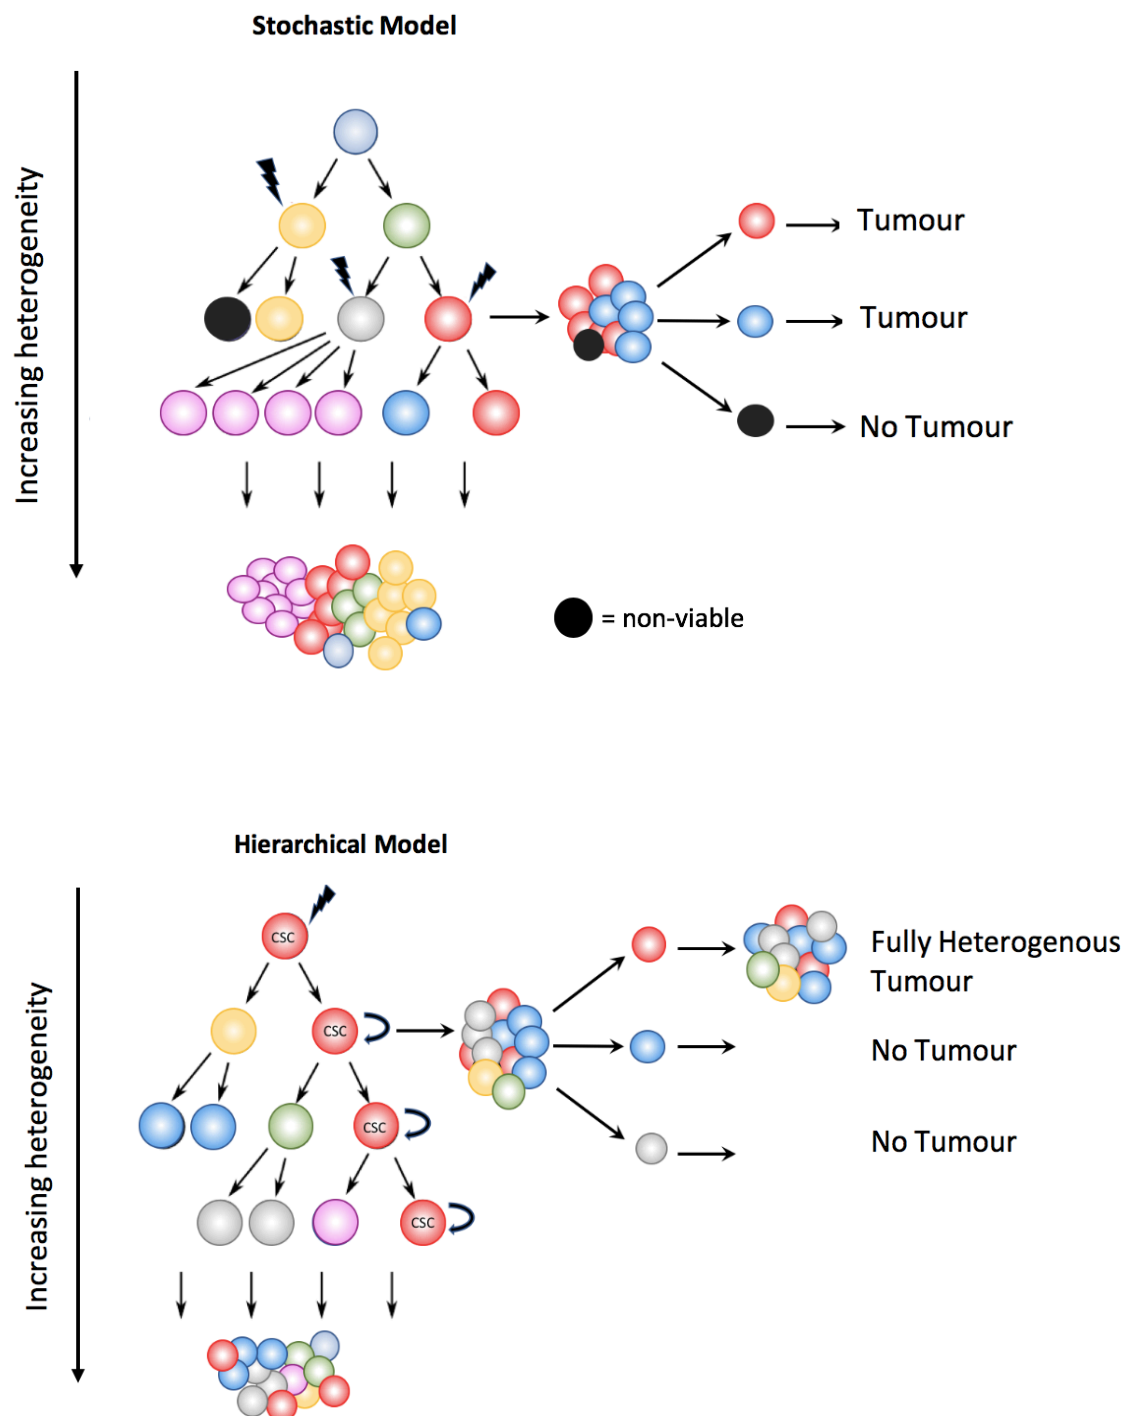 Stochastic Model
Increasing heterogeneity
Tumour
Tumour
No Tumour
= non-viable
Hierarchical Model
Increasing heterogeneity
CSC
CSC
CSC
CSC
Fully Heterogenous
Tumour
No Tumour
No Tumour